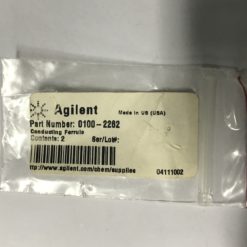 Agilent Made in US (USA)
Part Number: 0100-2282
Conducting Ferrule
Contents: 2 Ser/Lot#:
ttp://www.agilent.com/chem/supplies
04111002